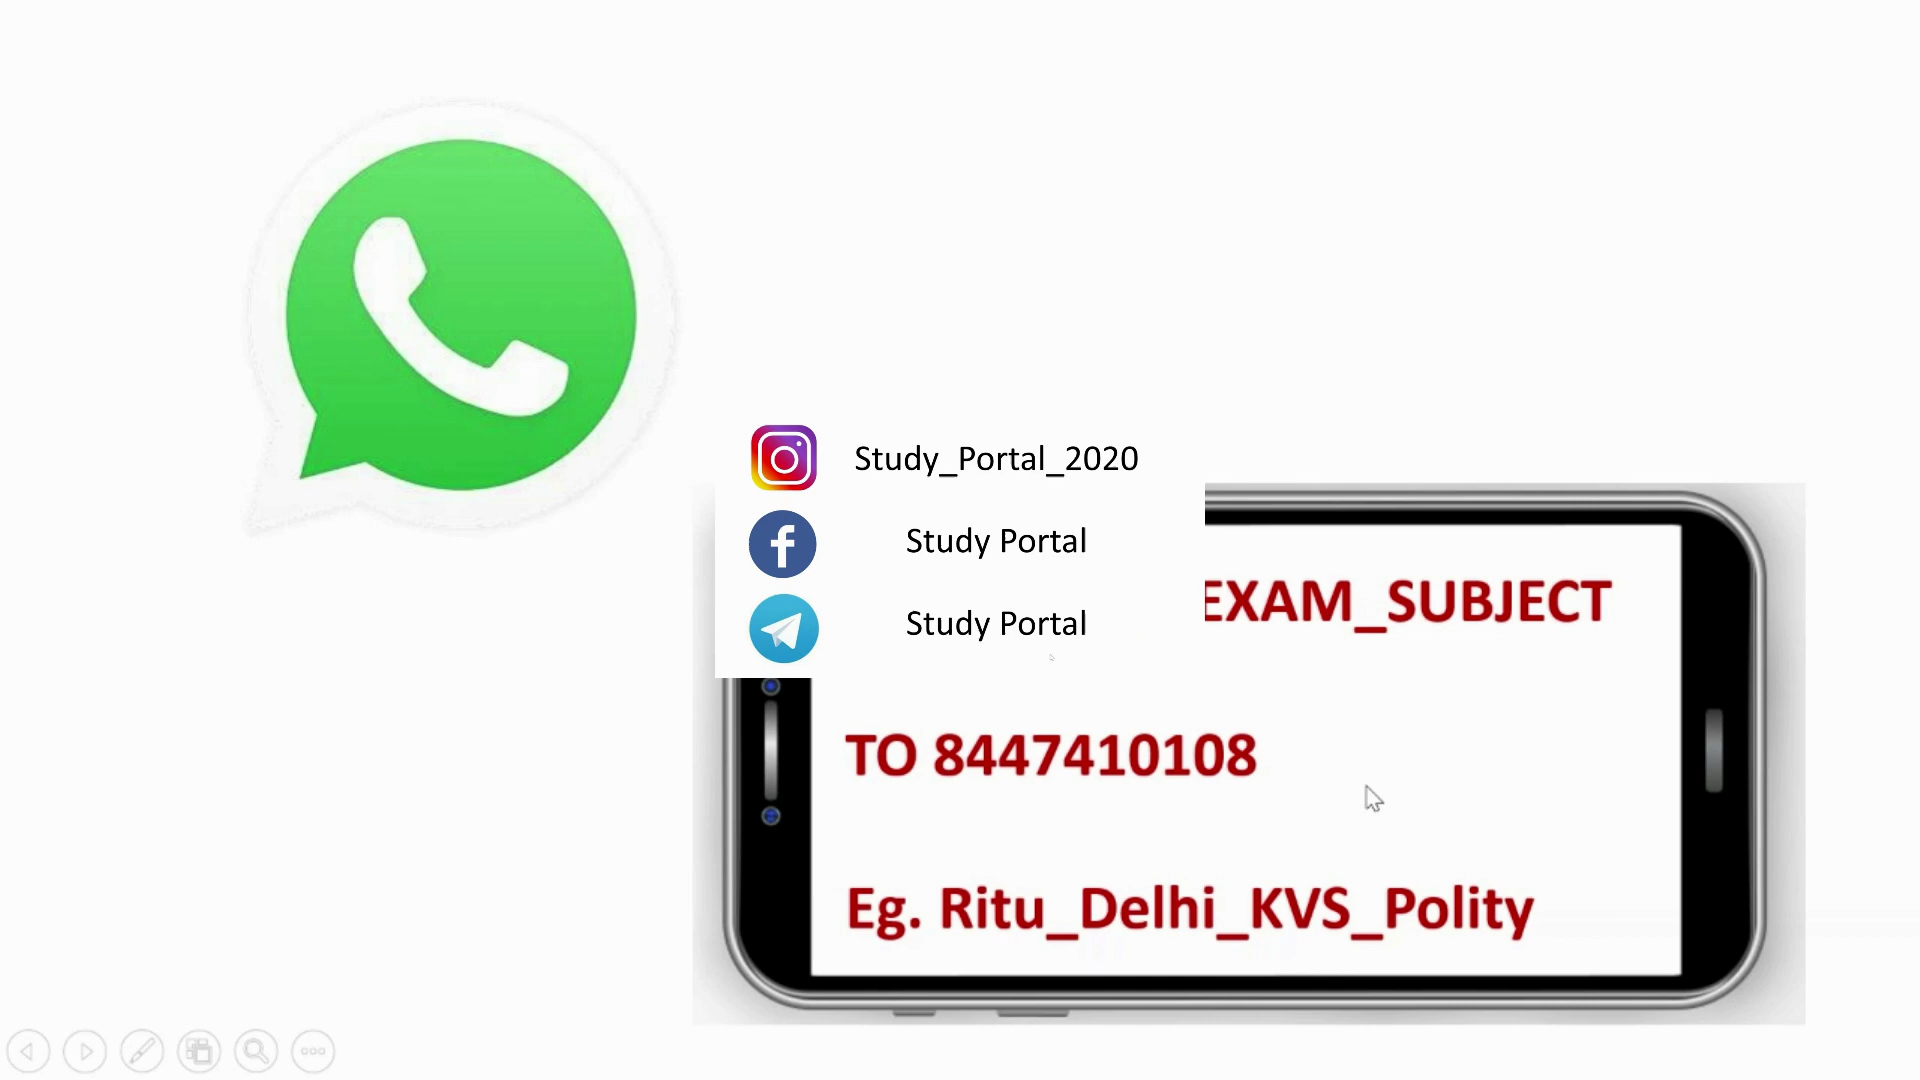 Study_Portal_2020
Study Portal
Study Portal
EXAM_SUBJECT
TO 8447410108
Eg. Ritu_Delhi_KVS_Polity